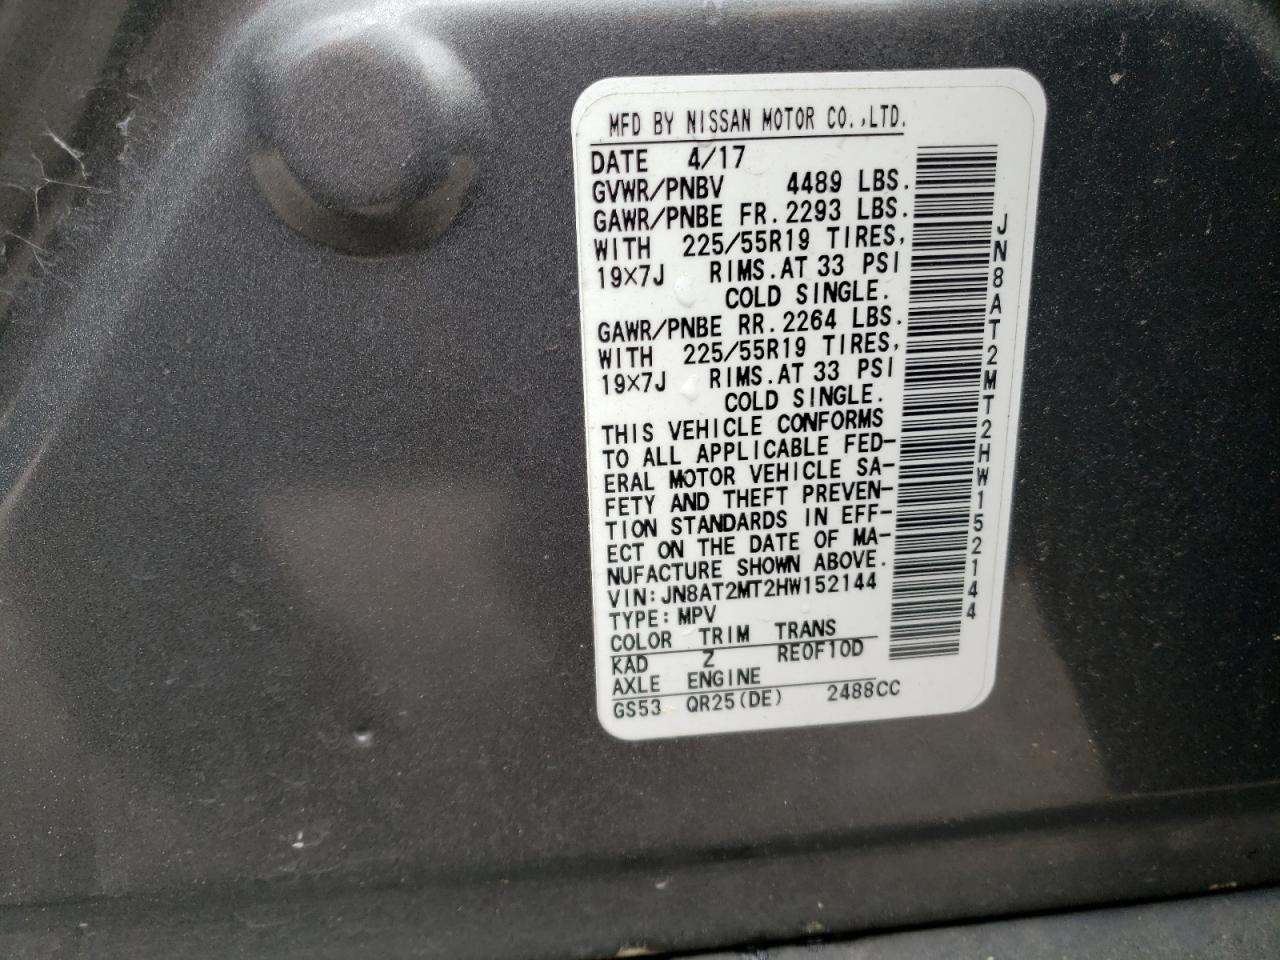 MFD BY NISSAN MOTOR CO.,LTD.
DATE 4/17
GVWR/PNBV 4489 LBS.
GAWR/PNBE FR.2293 LBS.
WITH 225/55R19 TIRES,
19×7J RIMS.AT 33 PSI
COLD SINGLE.
GAWR/PNBE RR.2264 LBS.
WITH 225/55R19 TIRES,
19×7J RIMS.AT 33 PSI
COLD SINGLE.
THIS VEHICLE CONFORMS
TO ALL APPLICABLE FED-
ERAL MOTOR VEHICLE SA-
FETY AND THEFT PREVEN-
TION STANDARDS IN EFF-
ECT ON THE DATE OF MA-
NUFACTURE SHOWN ABOVE.
VIN:JN8AT2MT2HW152144
TYPE:MPV
COLOR TRIM TRANS
KAD Z RE0F10D
AXLE ENGINE
GS53 QR25(DE) 2488CC
JN8AT2MT2HW152144